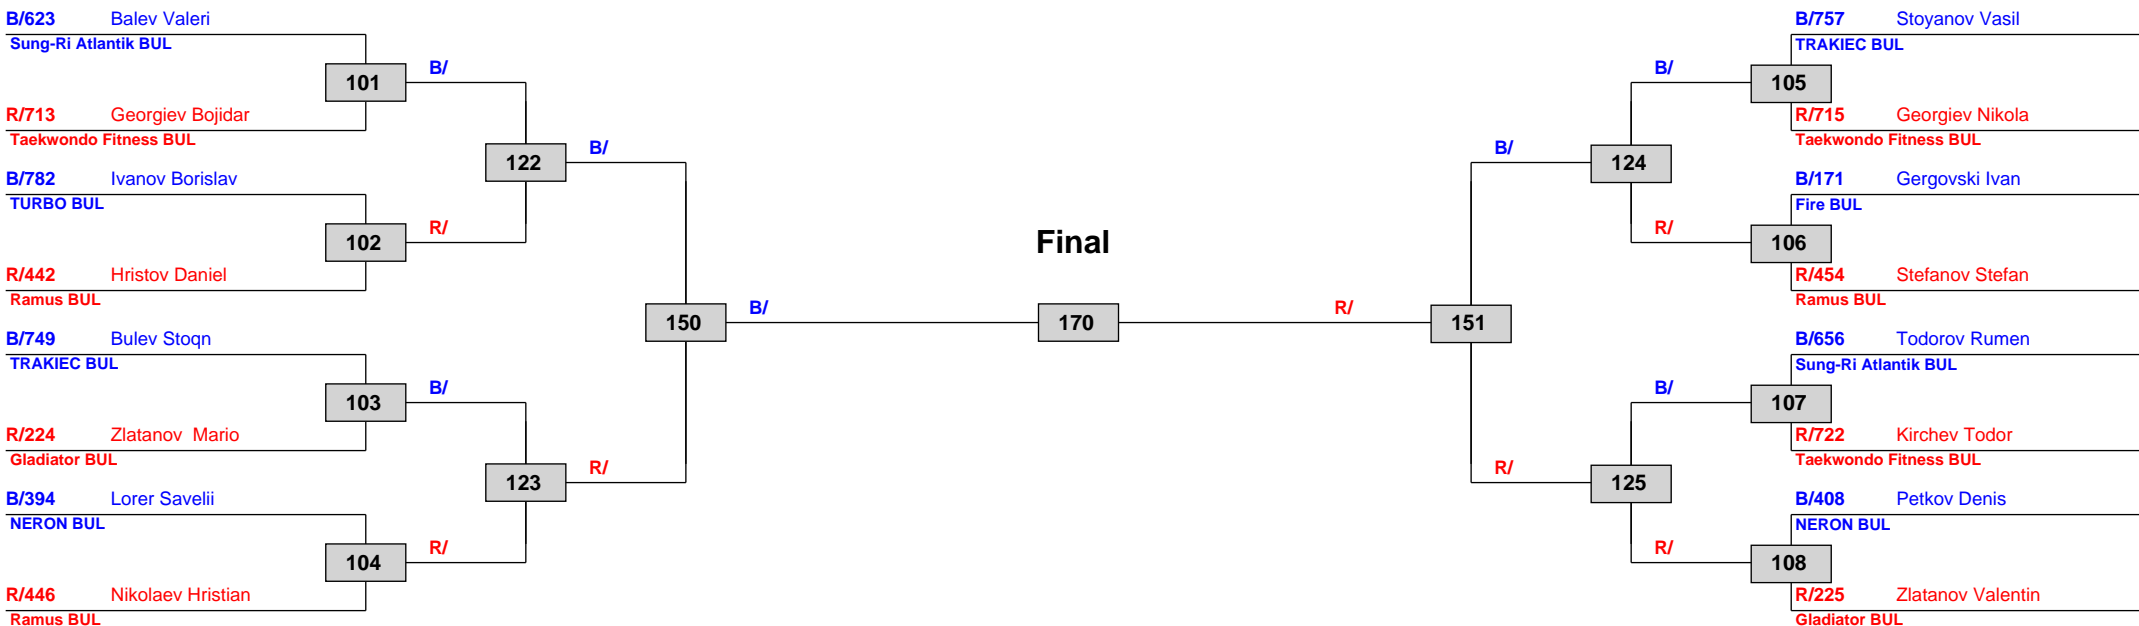 B/623 Balev Valeri
Sung-Ri Atlantik BUL
101
B/
R/713 Georgiev Bojidar
Taekwondo Fitness BUL
122
B/
B/782 Ivanov Borislav
TURBO BUL
102
R/
R/442 Hristov Daniel
Ramus BUL
150
B/
B/749 Bulev Stoqn
TRAKIEC BUL
103
B/
R/224 Zlatanov  Mario
Gladiator BUL
123
R/
B/394 Lorer Savelii
NERON BUL
104
R/
R/446 Nikolaev Hristian
Ramus BUL
Final
170
R/
151
B/757 Stoyanov Vasil
TRAKIEC BUL
B/
105
R/715 Georgiev Nikola
Taekwondo Fitness BUL
B/
124
B/171 Gergovski Ivan
Fire BUL
R/
106
R/454 Stefanov Stefan
Ramus BUL
B/656 Todorov Rumen
Sung-Ri Atlantik BUL
B/
107
R/722 Kirchev Todor
Taekwondo Fitness BUL
R/
125
B/408 Petkov Denis
NERON BUL
R/
108
R/225 Zlatanov Valentin
Gladiator BUL